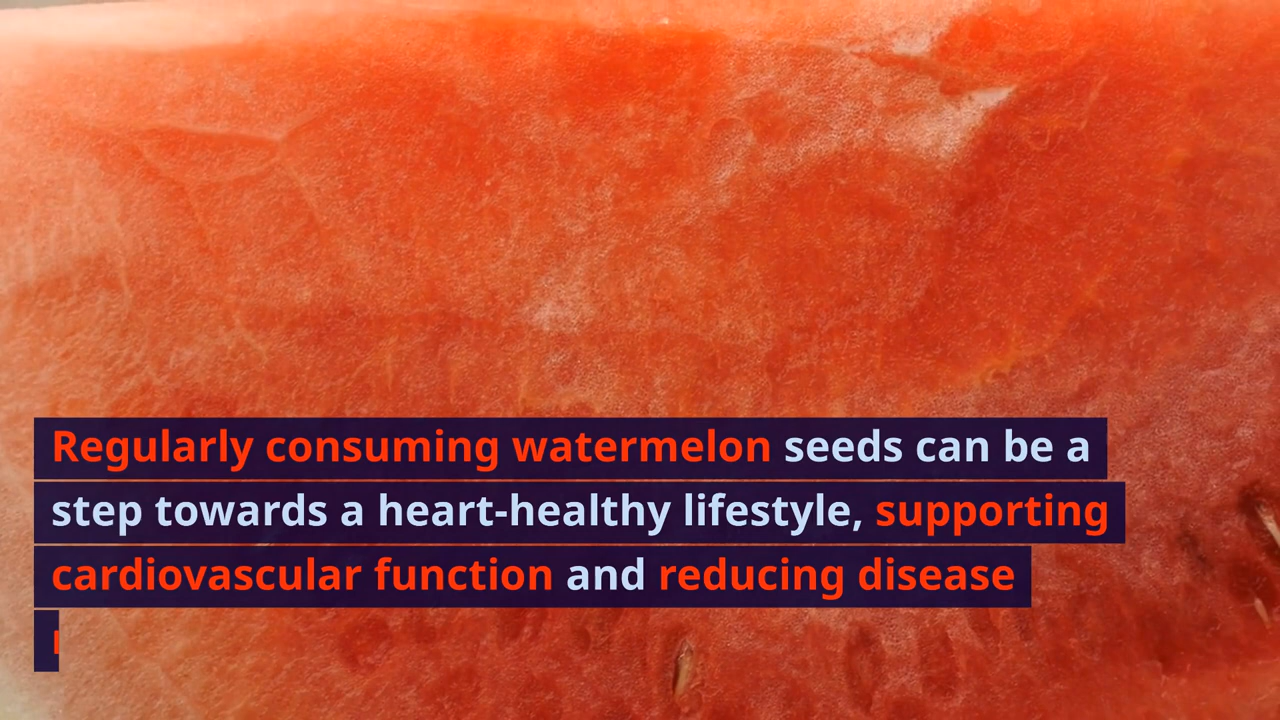 Regularly consuming watermelon seeds can be a
step towards a heart-healthy lifestyle, supporting
cardiovascular function and reducing disease